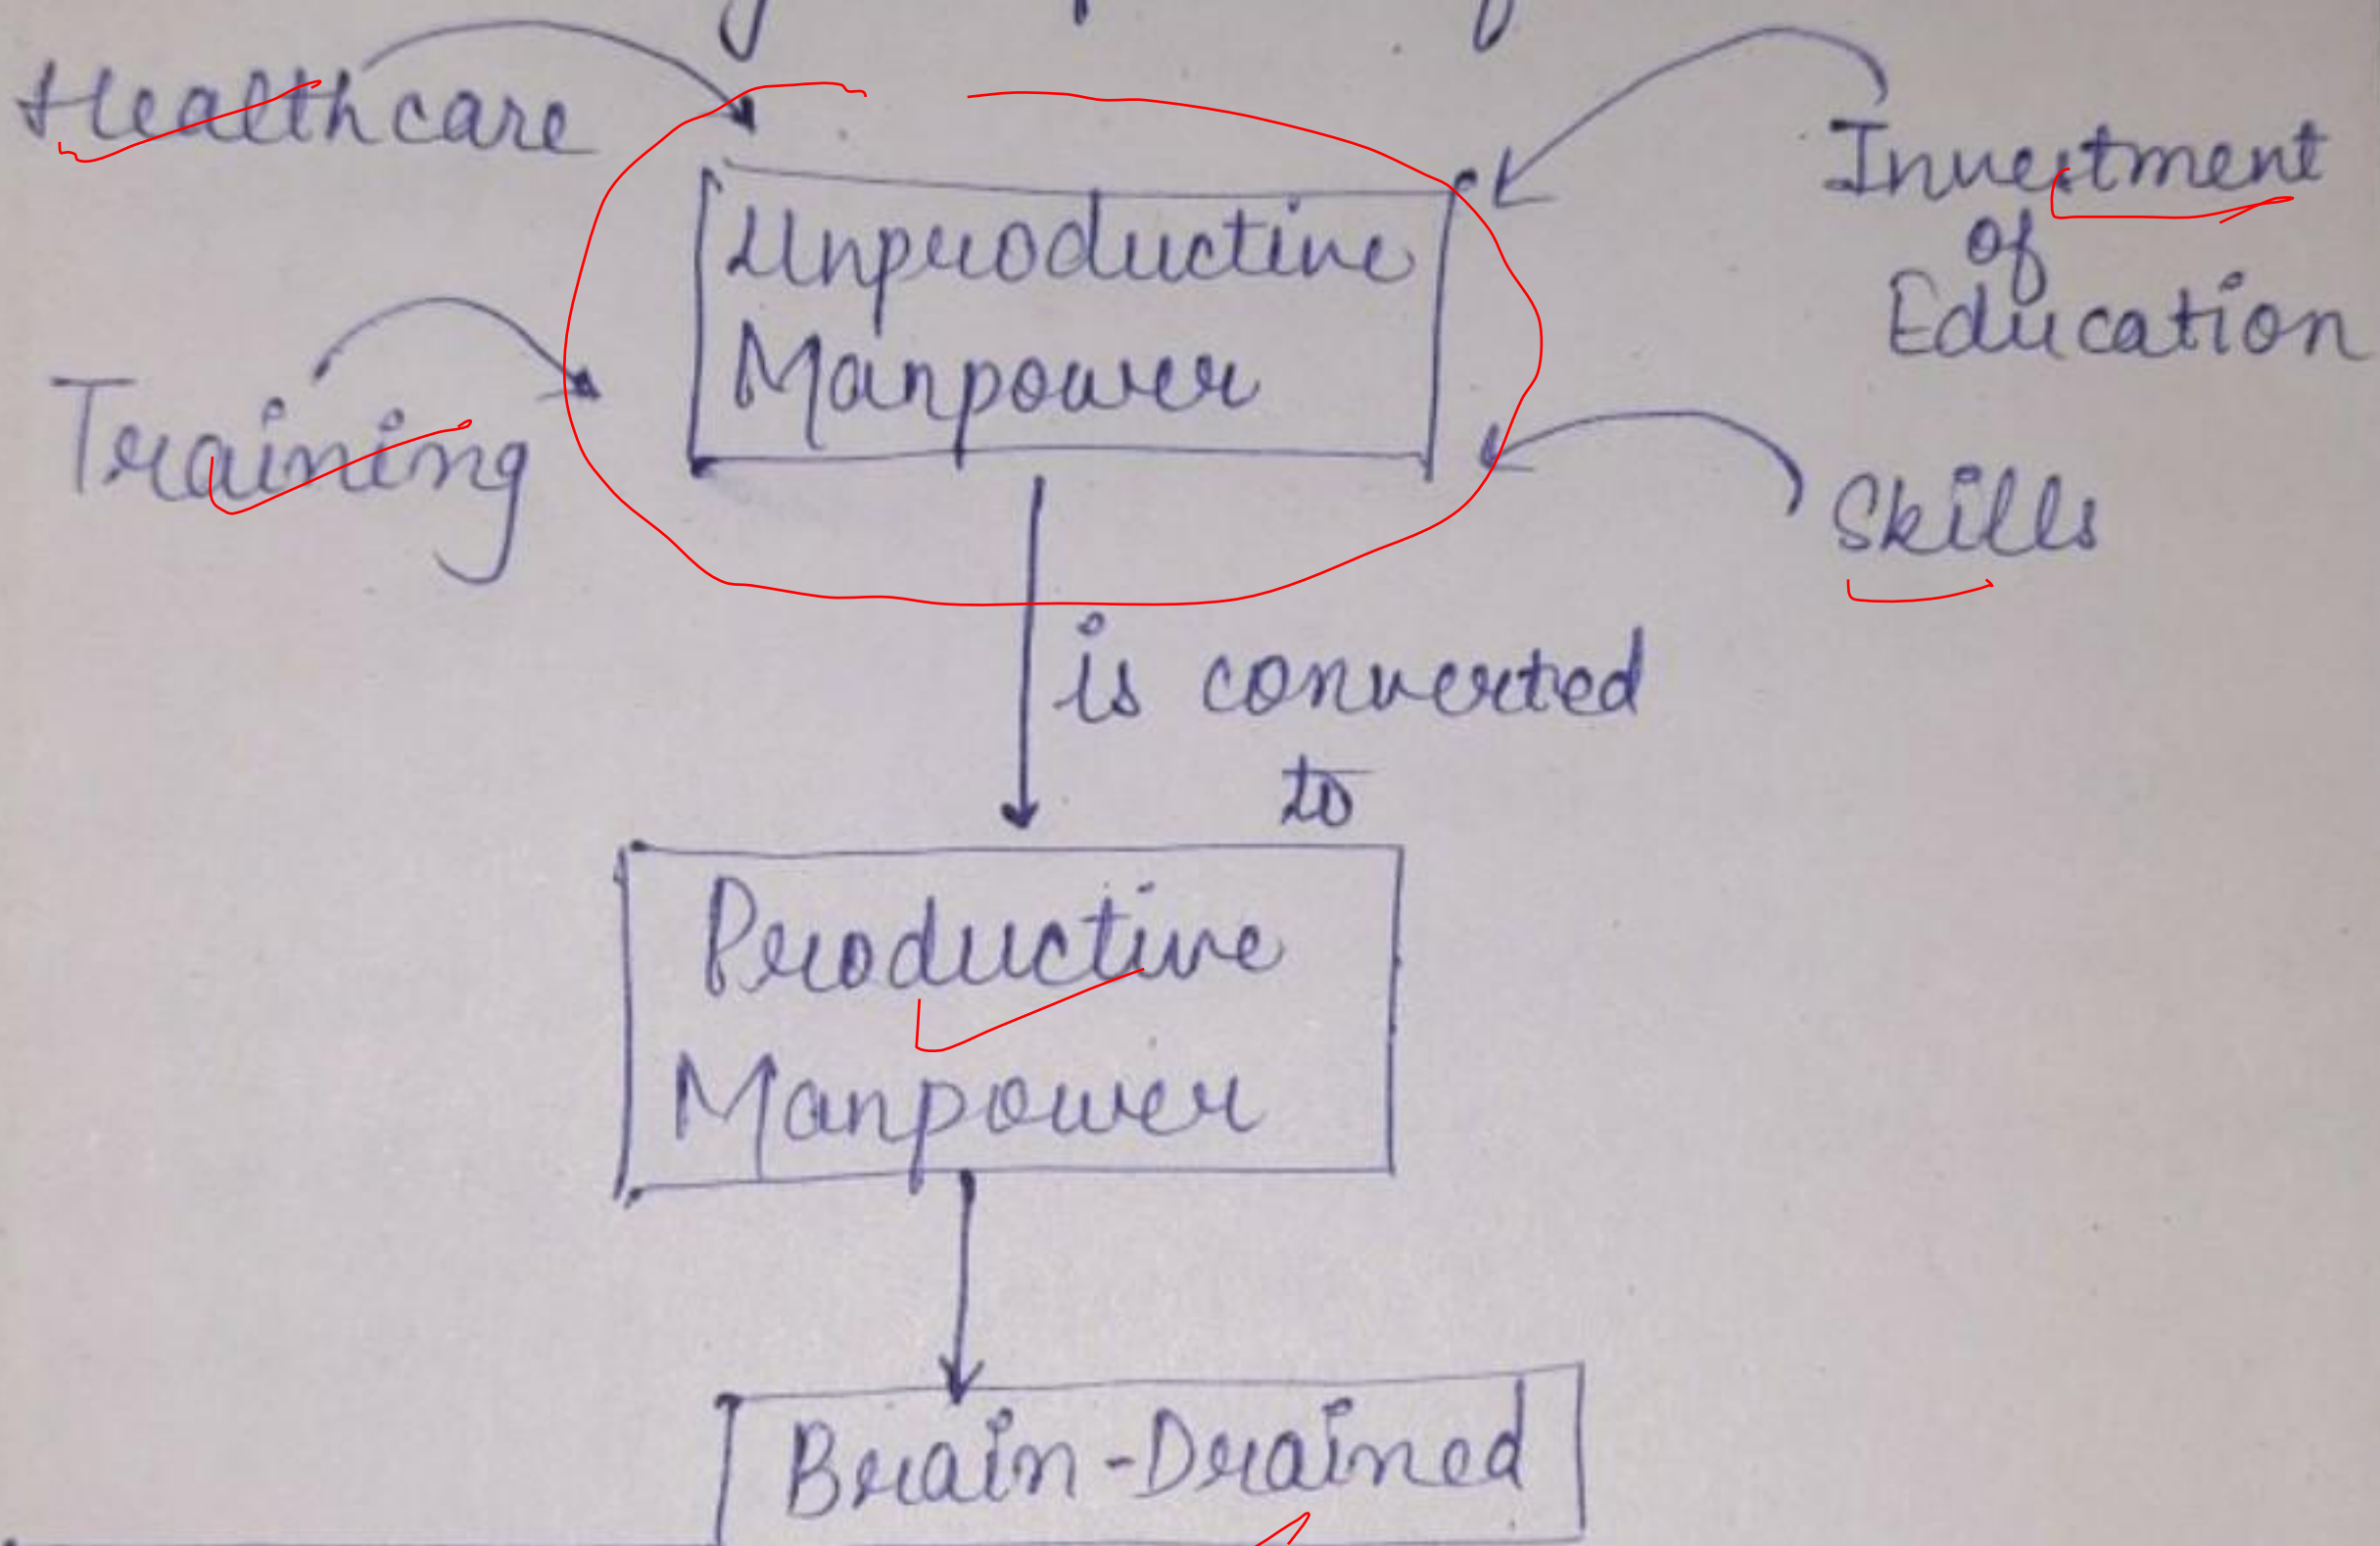 Healthcare
Investment
of
Education
Unproductive
Manpower
Training
Skills
is converted
to
Productive
Manpower
Brain-Drained